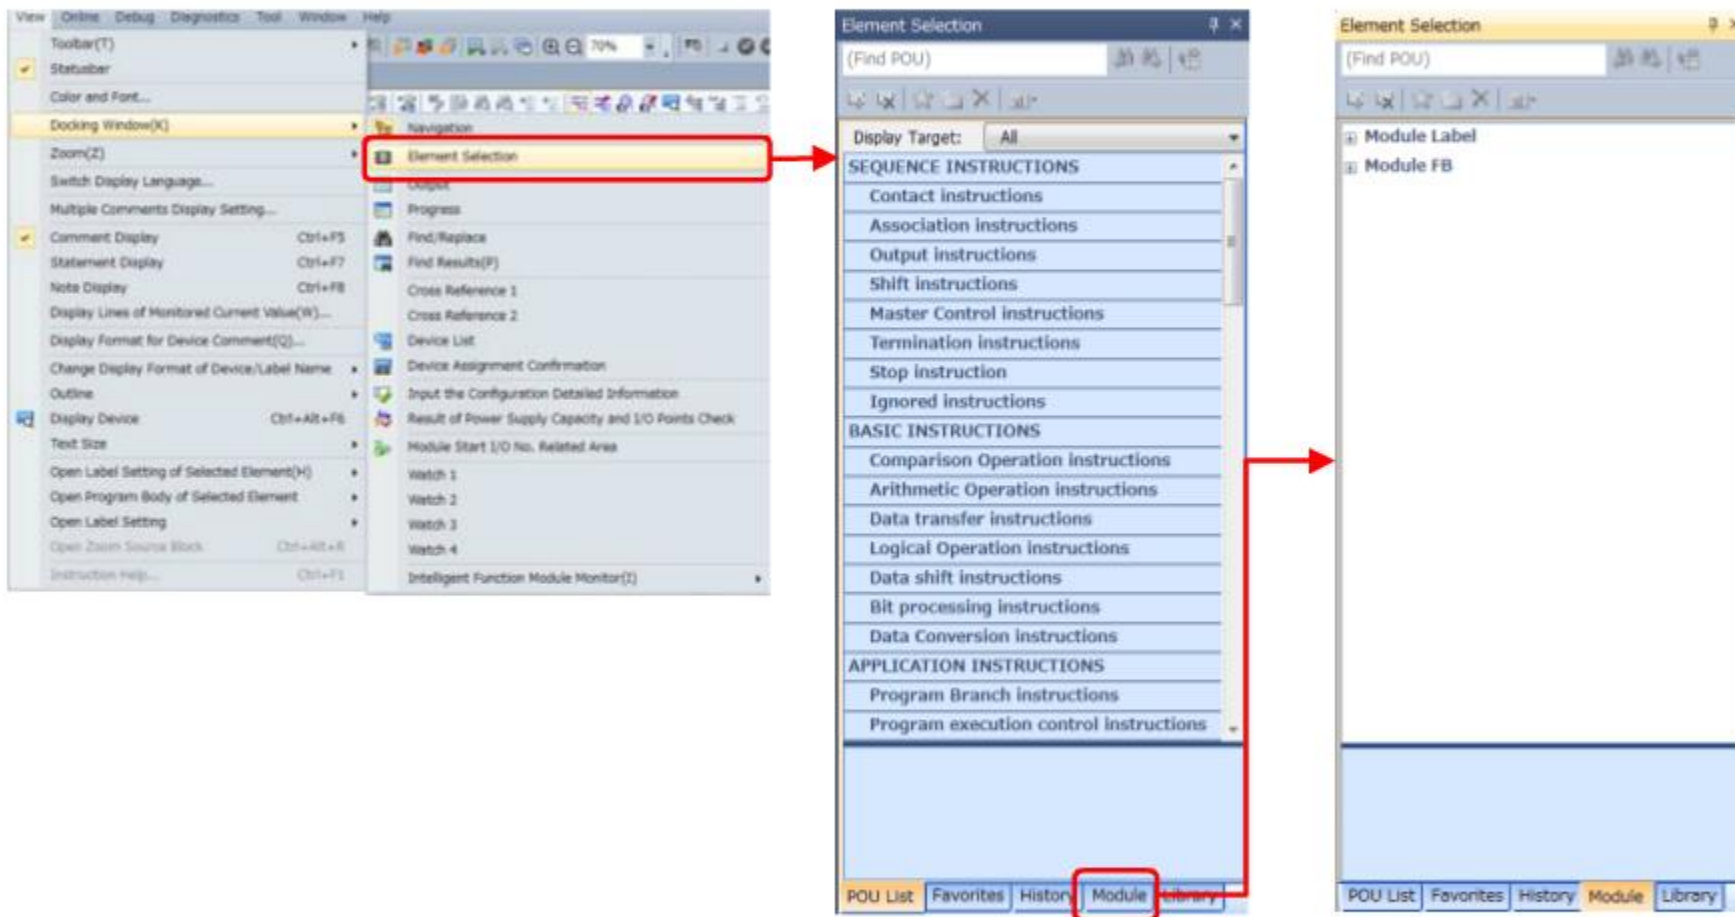 View Online Debug Diagnostics Tool Window Help
Toolbar(T)
Statusbar
Color and Font...
Docking Window(K)
Zoom(Z)
Switch Display Language...
Multiple Comments Display Setting...
Comment Display Ctrl+F5
Statement Display Ctrl+F7
Note Display Ctrl+F8
Display Lines of Monitored Current Value(W)...
Display Format for Device Comment(Q)...
Change Display Format of Device/Label Name
Outline
Display Device Ctrl+Alt+F6
Text Size
Open Label Setting of Selected Element(H)
Open Program Body of Selected Element
Open Label Setting
Open Zoom Source Block Ctrl+Alt+R
Instruction Help... Ctrl+F1
70%
Navigation
Element Selection
Output
Progress
Find/Replace
Find Results(P)
Cross Reference 1
Cross Reference 2
Device List
Device Assignment Confirmation
Input the Configuration Detailed Information
Result of Power Supply Capacity and I/O Points Check
Module Start I/O No. Related Area
Watch 1
Watch 2
Watch 3
Watch 4
Intelligent Function Module Monitor(I)
Element Selection
(Find POU)
Display Target: All
SEQUENCE INSTRUCTIONS
Contact instructions
Association instructions
Output instructions
Shift instructions
Master Control instructions
Termination instructions
Stop instruction
Ignored instructions
BASIC INSTRUCTIONS
Comparison Operation instructions
Arithmetic Operation instructions
Data transfer instructions
Logical Operation instructions
Data shift instructions
Bit processing instructions
Data Conversion instructions
APPLICATION INSTRUCTIONS
Program Branch instructions
Program execution control instructions
POU List Favorites History Module Library
Element Selection
(Find POU)
Module Label
Module FB
POU List Favorites History Module Library